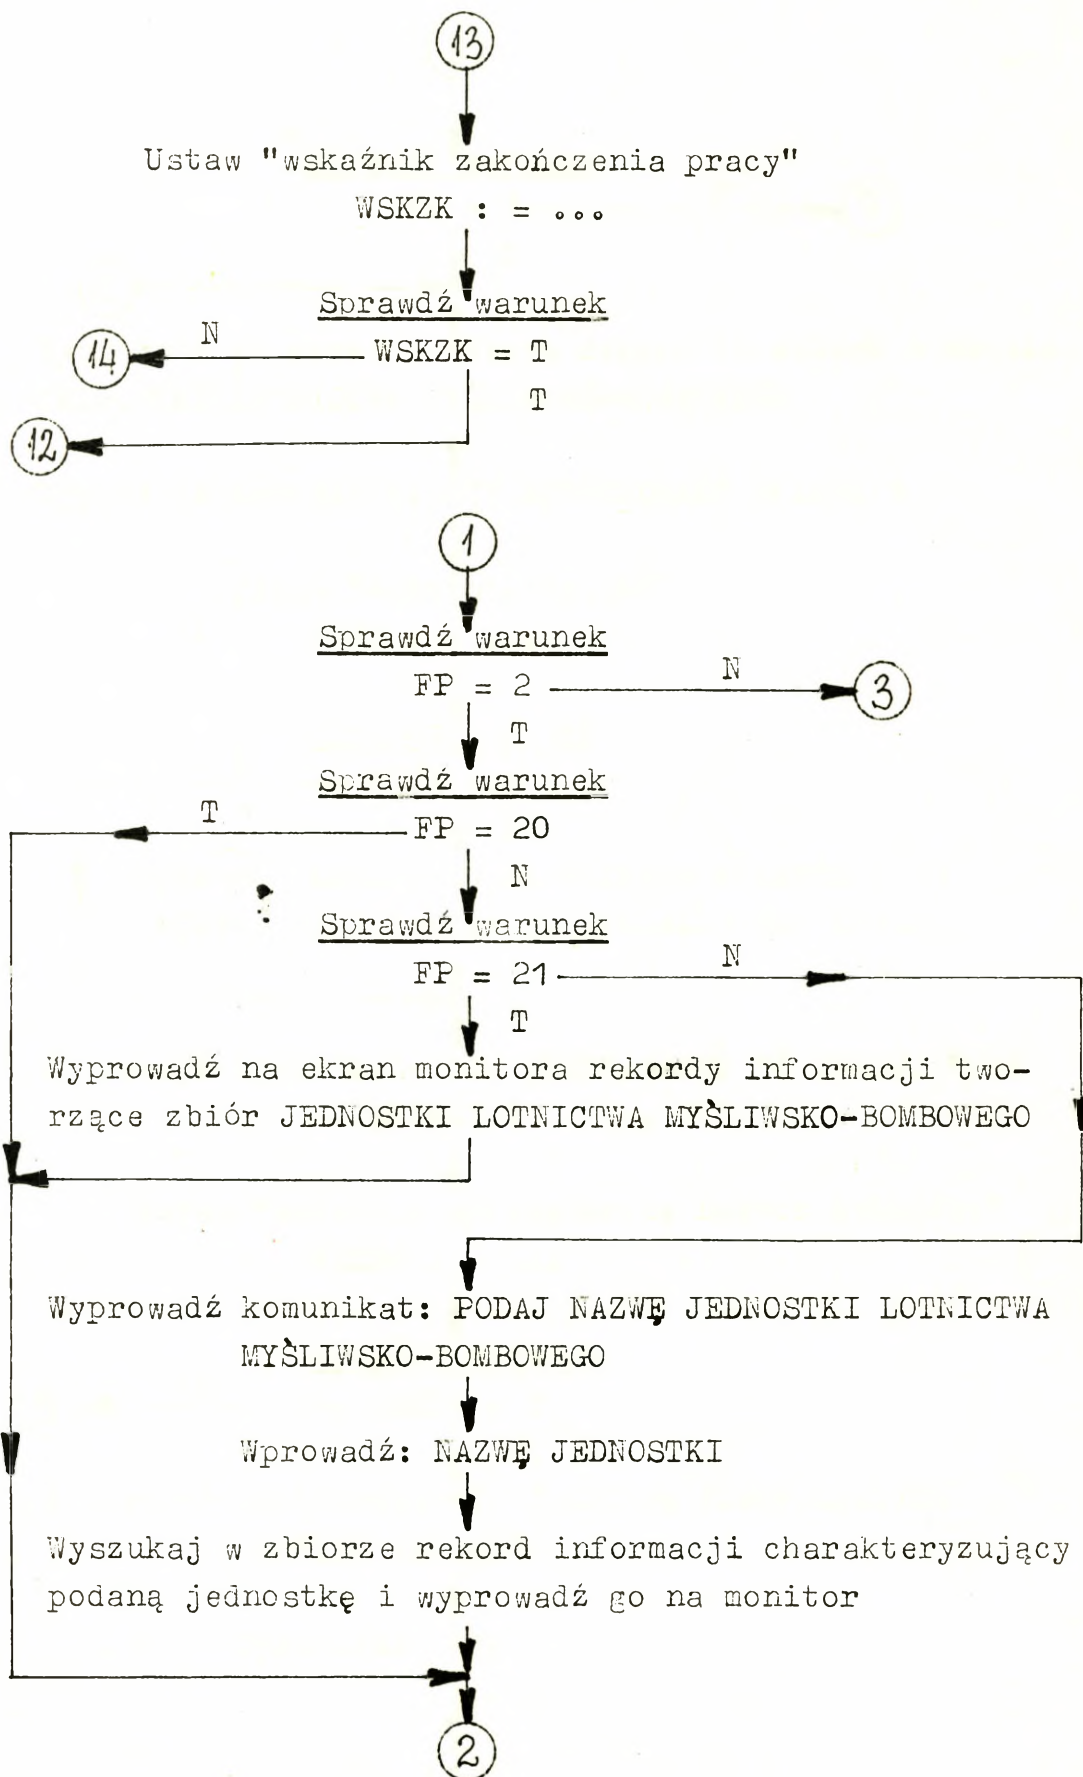 13
Ustaw "wskaźnik zakończenia pracy"
WSKZK : = ...
Sprawdź warunek
N
14
WSKZK = T
T
12
1
Sprawdź warunek
FP = 2
N
3
T
Sprawdź warunek
T
FP = 20
N
Sprawdź warunek
FP = 21
N
T
Wyprowadź na ekran monitora rekordy informacji two-
rzące zbiór JEDNOSTKI LOTNICTWA MYŚLIWSKO-BOMBOWEGO
Wyprowadź komunikat: PODAJ NAZWĘ JEDNOSTKI LOTNICTWA
MYŚLIWSKO-BOMBOWEGO
Wprowadź: NAZWĘ JEDNOSTKI
Wyszukaj w zbiorze rekord informacji charakteryzujący
podaną jednostkę i wyprowadź go na monitor
2